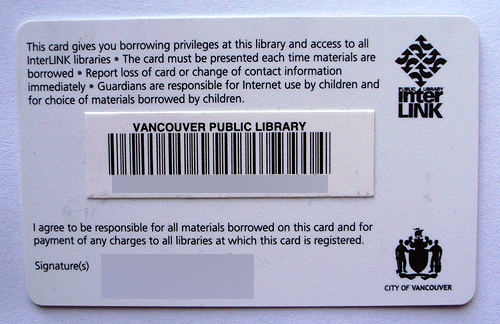 This card gives you borrowing privileges at this library and access to all
InterLINK libraries • The card must be presented each time materials are
borrowed • Report loss of card or change of contact information
immediately • Guardians are responsible for Internet use by children and
for choice of materials borrowed by children.
PUBLIC LIBRARY
inter
LINK
VANCOUVER PUBLIC LIBRARY
I agree to be responsible for all materials borrowed on this card and for
payment of any charges to all libraries at which this card is registered.
Signature(s)
CITY OF VANCOUVER